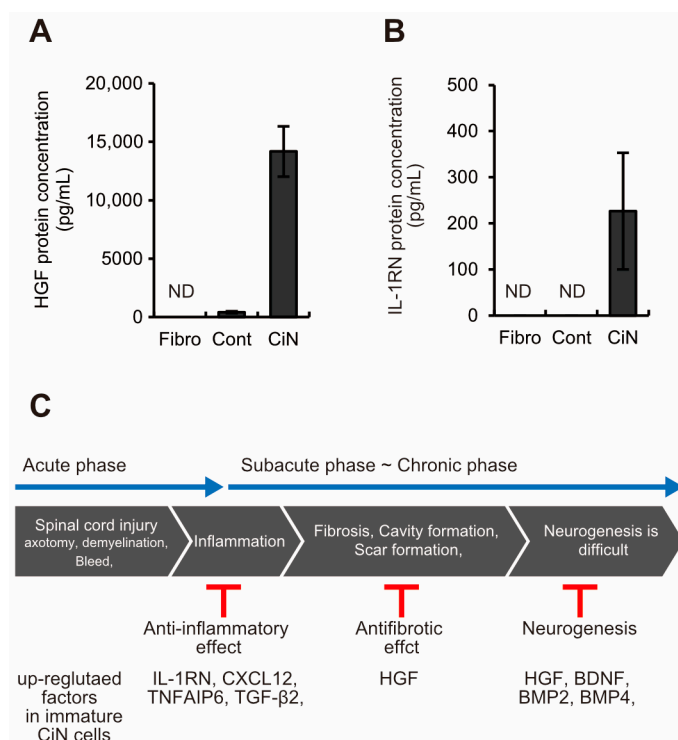 A
HGF protein concentration
(pg/mL)
20,000
15,000
10,000
5000
0
ND
Fibro Cont CiN
B
IL-1RN protein concentration
(pg/mL)
500
400
300
200
100
0
ND ND
Fibro Cont CiN
C
Acute phase
Subacute phase ~ Chronic phase
Spinal cord injury
axotomy, demyelination,
Bleed,
Inflammation
Fibrosis, Cavity formation,
Scar formation,
Neurogenesis is
difficult
Anti-inflammatory
effect
Antifibrotic
effct
Neurogenesis
up-reglutaed
factors
in immature
CiN cells
IL-1RN, CXCL12,
TNFAIP6, TGF-β2,
HGF
HGF, BDNF,
BMP2, BMP4,